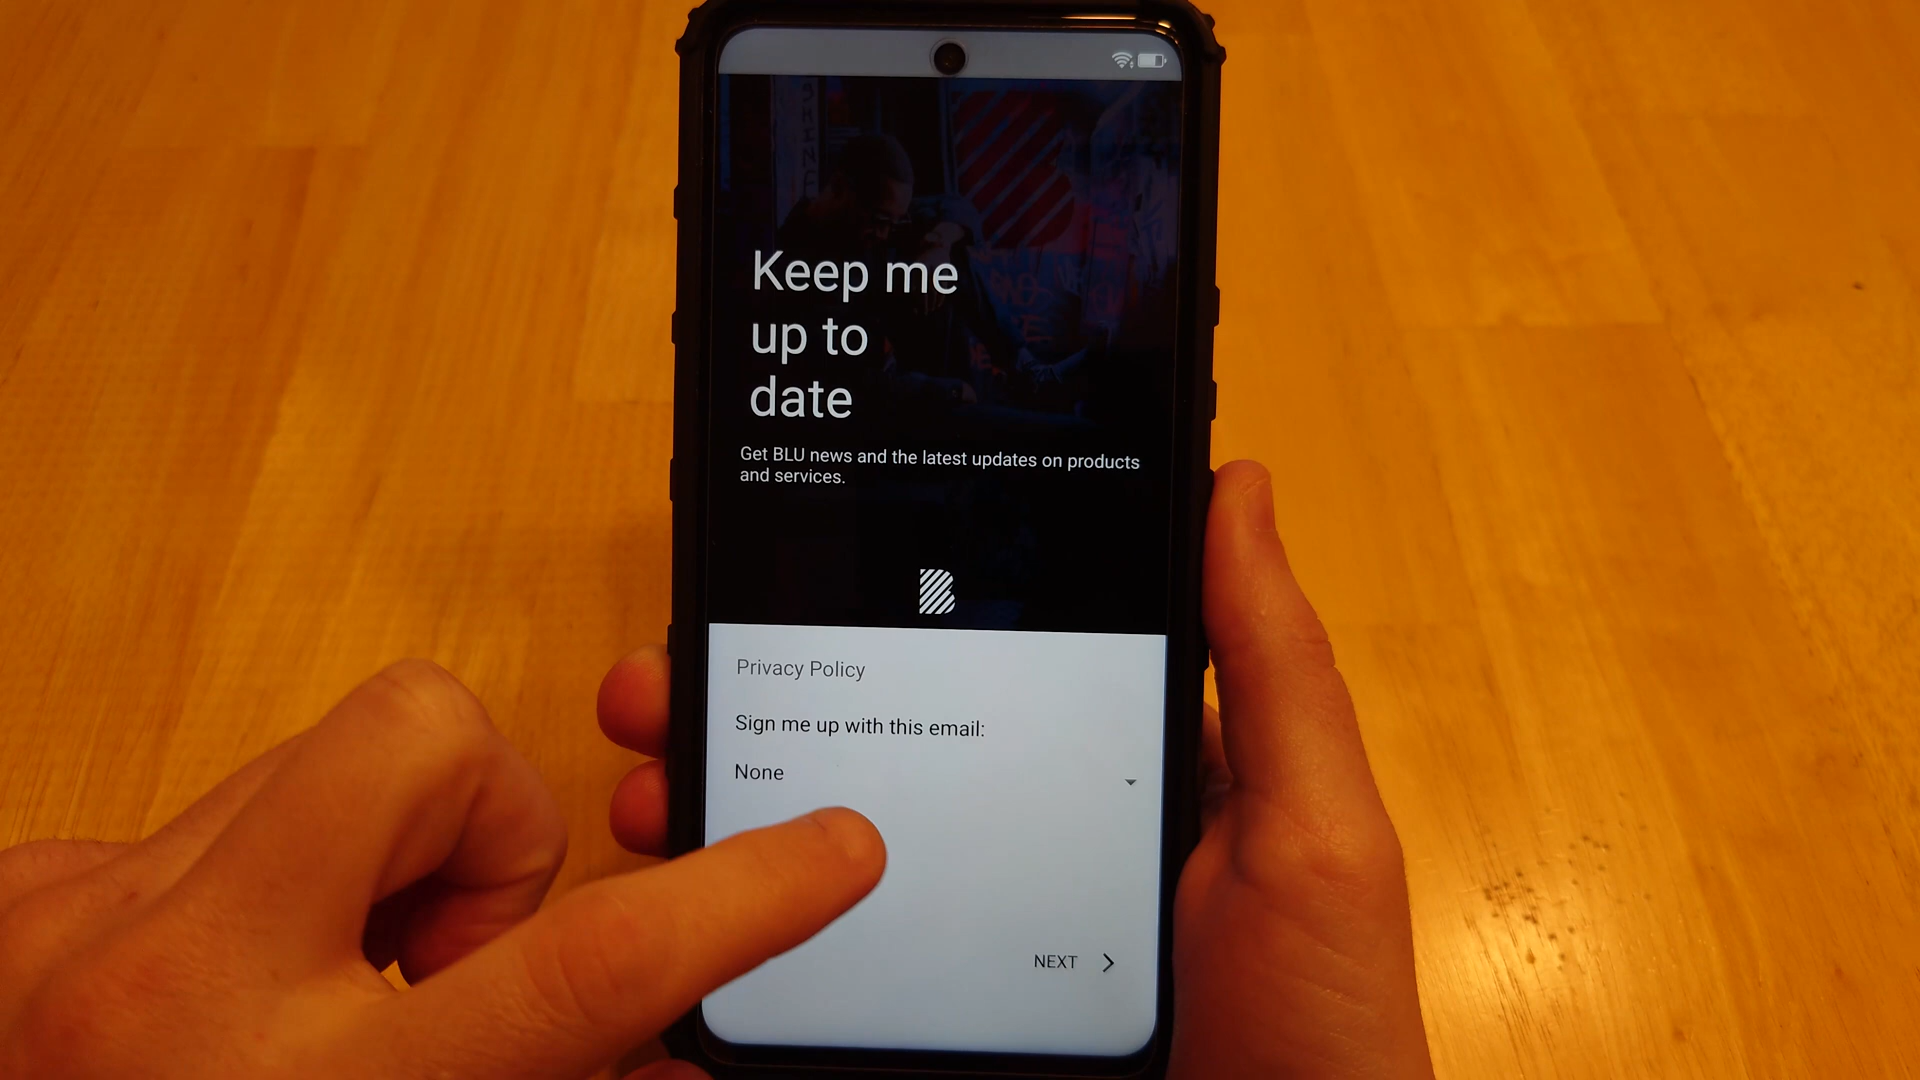 Keep me
up to
date
Get BLU news and the latest updates on products
and services.
Privacy Policy
Sign me up with this email:
None
NEXT